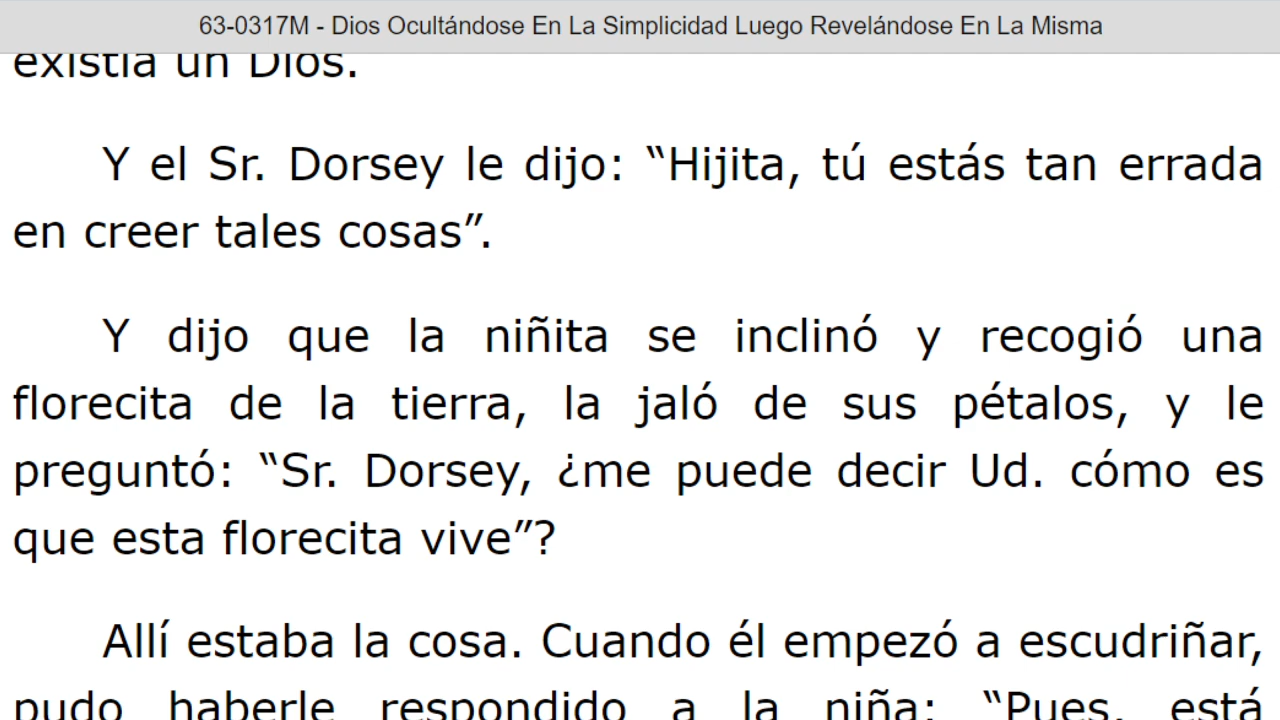 63-0317M - Dios Ocultándose En La Simplicidad Luego Revelándose En La Misma
existía un Dios.
Y el Sr. Dorsey le dijo: “Hijita, tú estás tan errada
en creer tales cosas”.
Y dijo que la niñita se inclinó y recogió una
florecita de la tierra, la jaló de sus pétalos, y le
preguntó: “Sr. Dorsey, ¿me puede decir Ud. cómo es
que esta florecita vive”?
Allí estaba la cosa. Cuando él empezó a escudriñar,
pudo haberle respondido a la niña: “Pues, está